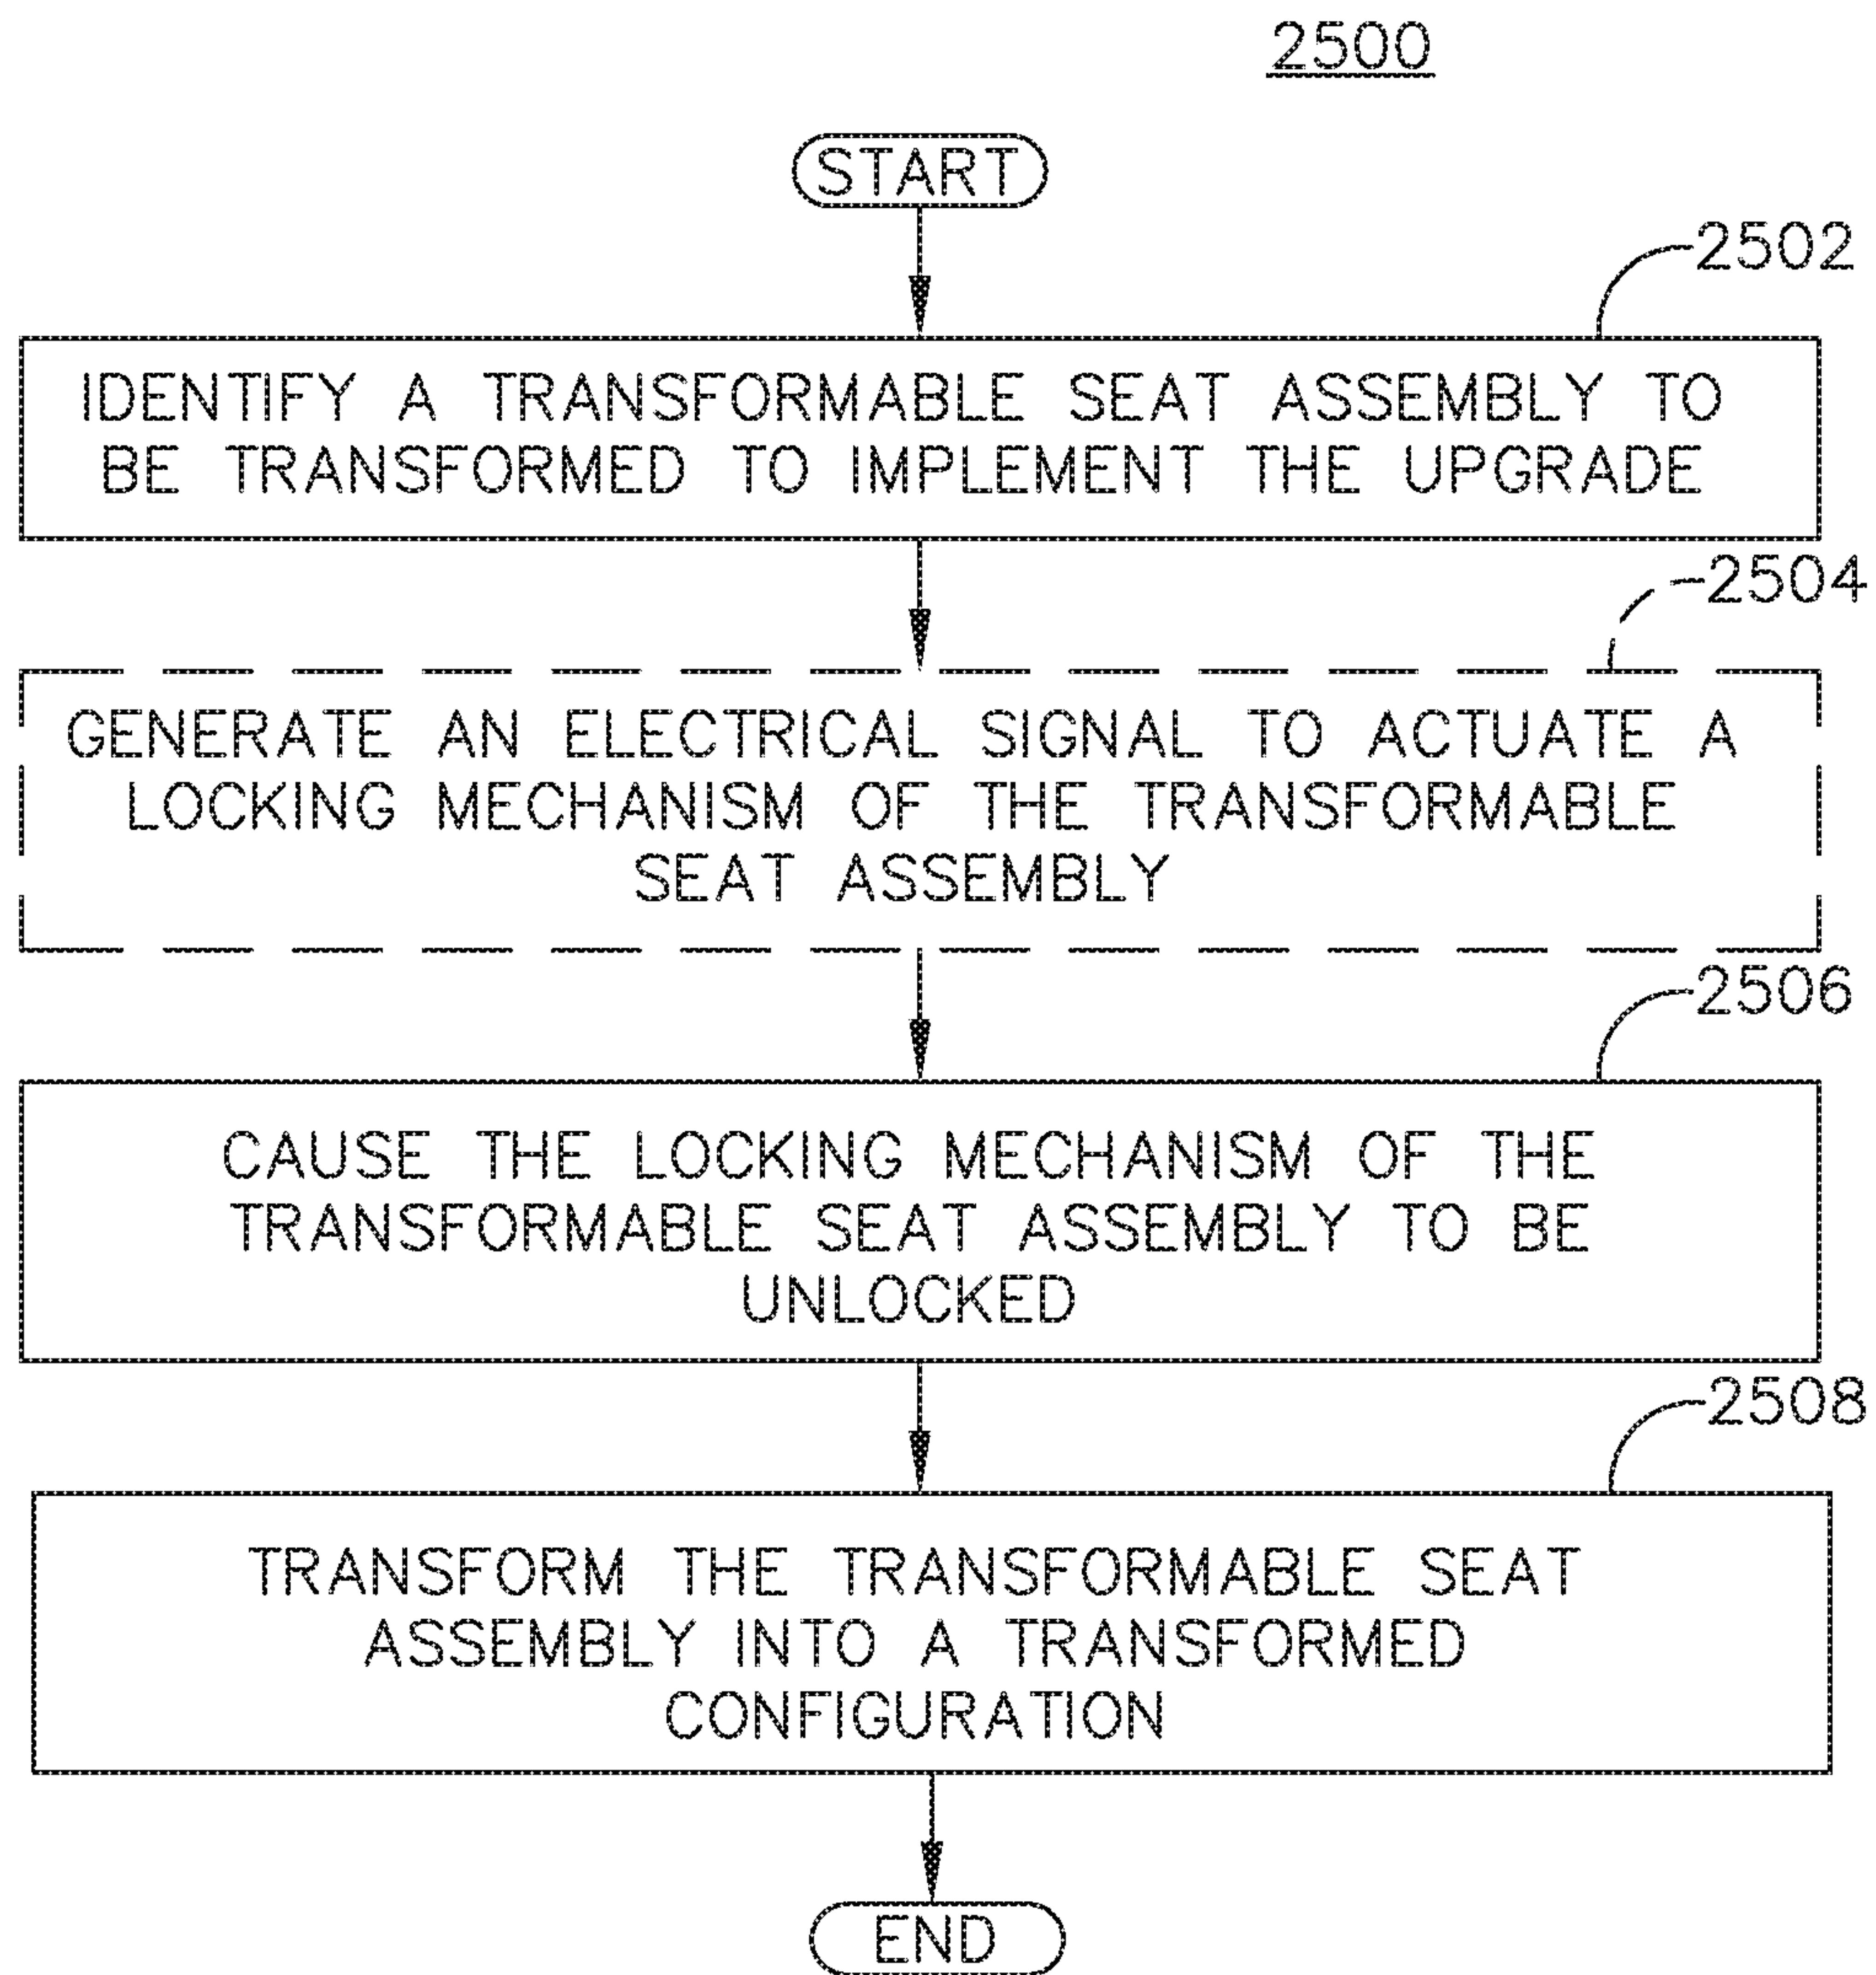 2500
START
2502
IDENTIFY A TRANSFORMABLE SEAT ASSEMBLY TO
BE TRANSFORMED TO IMPLEMENT THE UPGRADE
2504
GENERATE AN ELECTRICAL SIGNAL TO ACTUATE A
LOCKING MECHANISM OF THE TRANSFORMABLE
SEAT ASSEMBLY
2506
CAUSE THE LOCKING MECHANISM OF THE
TRANSFORMABLE SEAT ASSEMBLY TO BE
UNLOCKED
2508
TRANSFORM THE TRANSFORMABLE SEAT
ASSEMBLY INTO A TRANSFORMED
CONFIGURATION
END